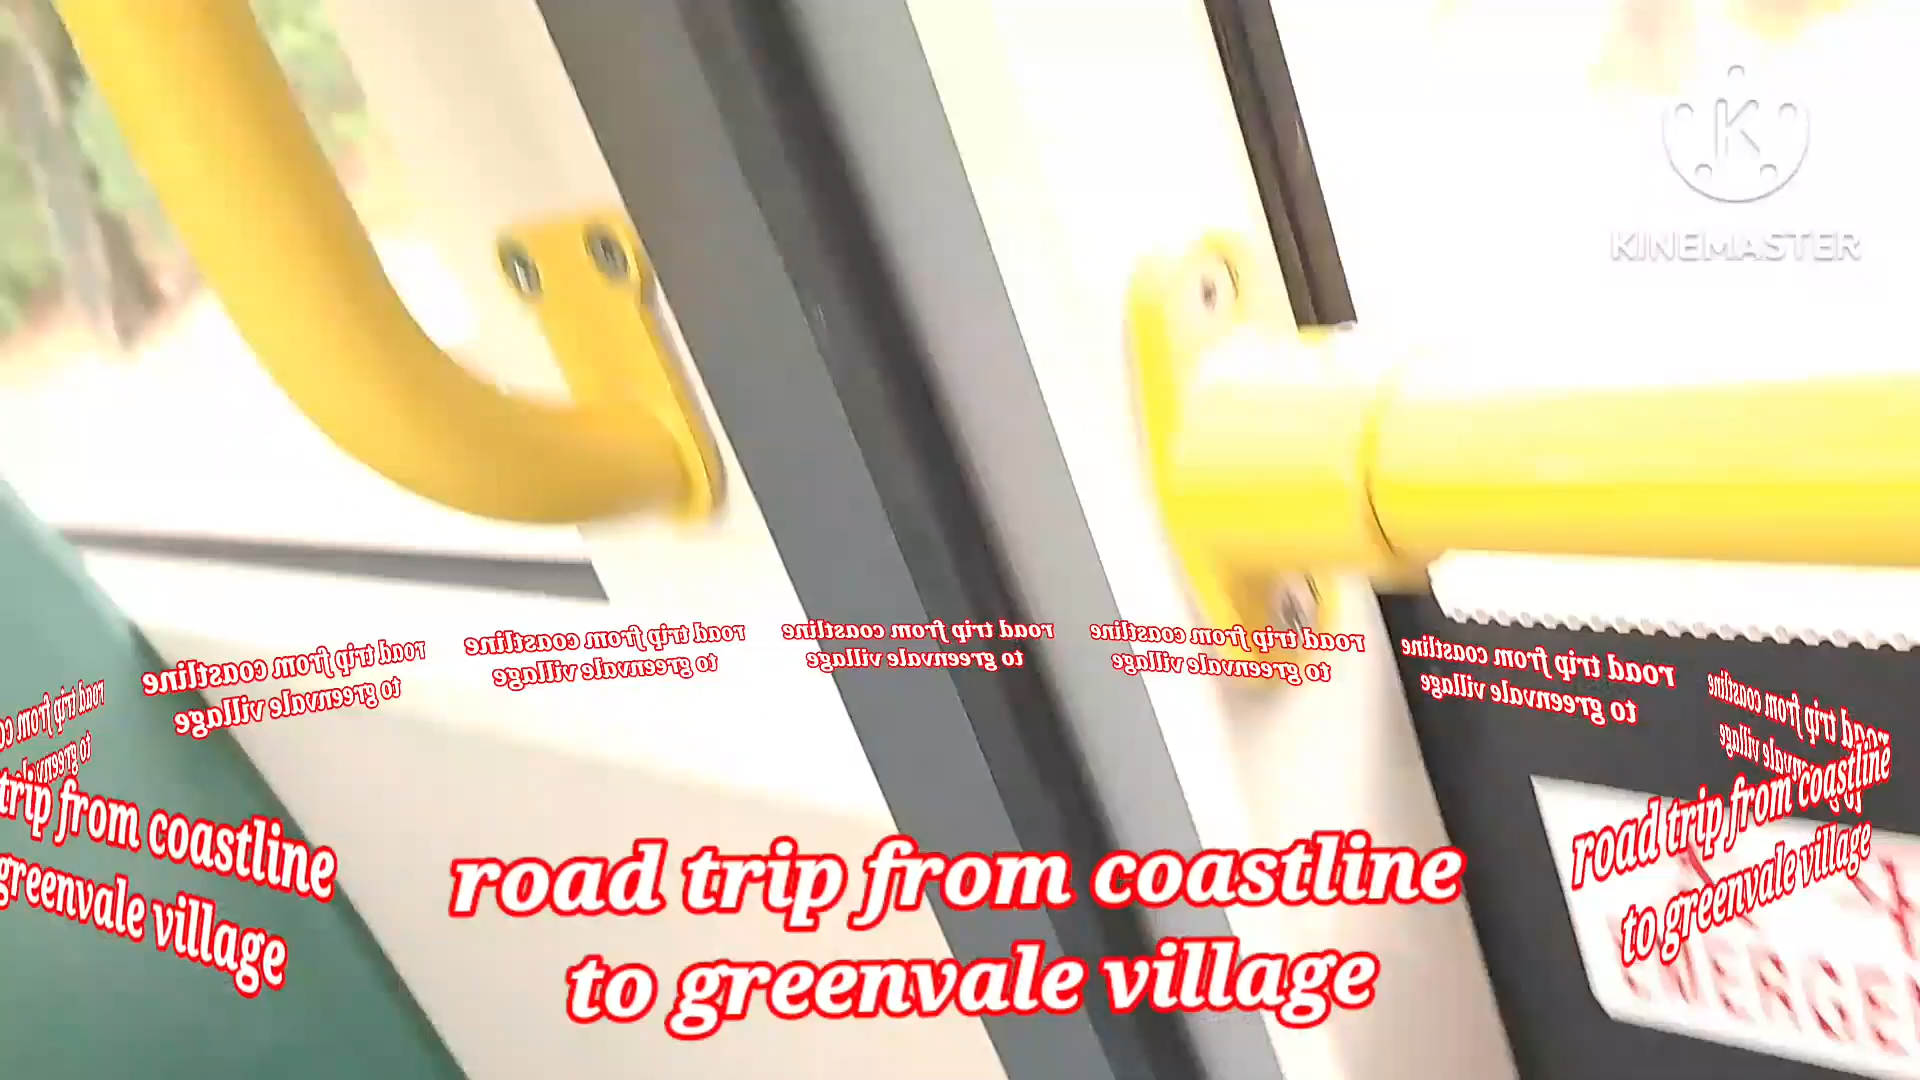 KINEMASTER
road trip from coastline
to greenvale village
road trip from coastline
to greenvale village
road trip from coastline
to greenvale village
road trip from coastline
to greenvale village
road trip from coastline
to greenvale village
road trip from coastline
village
road trip from
to greenvale
trip from coastline
greenvale village
road trip from coastline
to greenvale village
road trip from coastline
to greenvale village